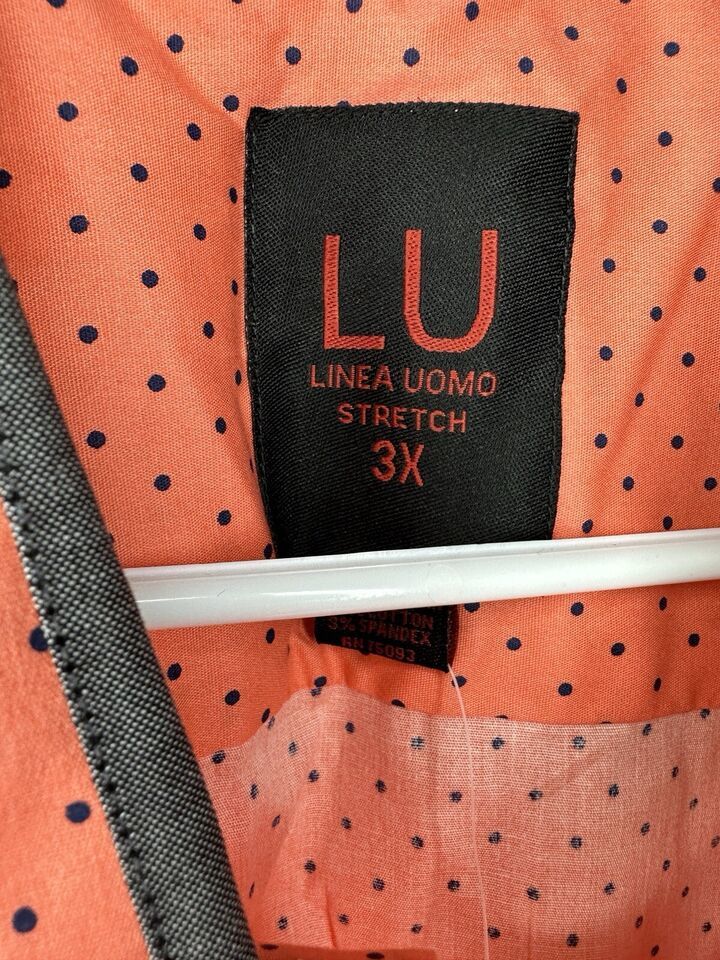 LU
LINEA UOMO
STRETCH
3X
3% SPANDEX